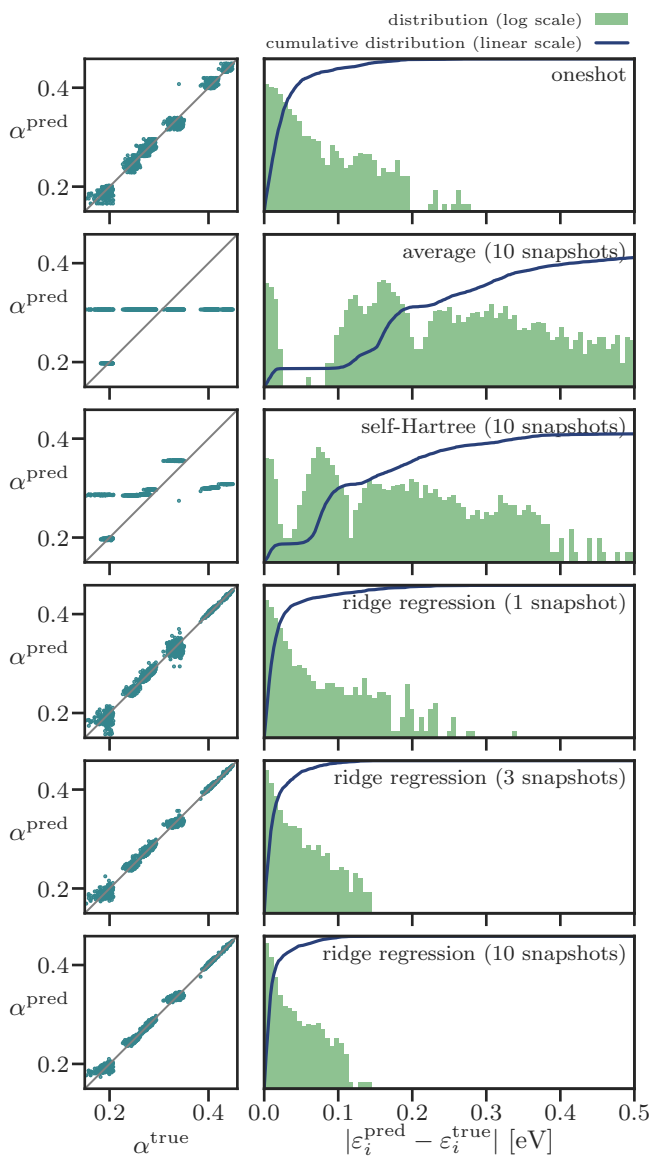 distribution (log scale)
cumulative distribution (linear scale)
0.4
α^pred
0.2
oneshot
0.4
α^pred
0.2
average (10 snapshots)
0.4
α^pred
0.2
self-Hartree (10 snapshots)
0.4
α^pred
0.2
ridge regression (1 snapshot)
0.4
α^pred
0.2
ridge regression (3 snapshots)
0.4
α^pred
0.2
ridge regression (10 snapshots)
0.2 0.4 0.0 0.1 0.2 0.3 0.4 0.5
α^true |ε_i^pred − ε_i^true| [eV]